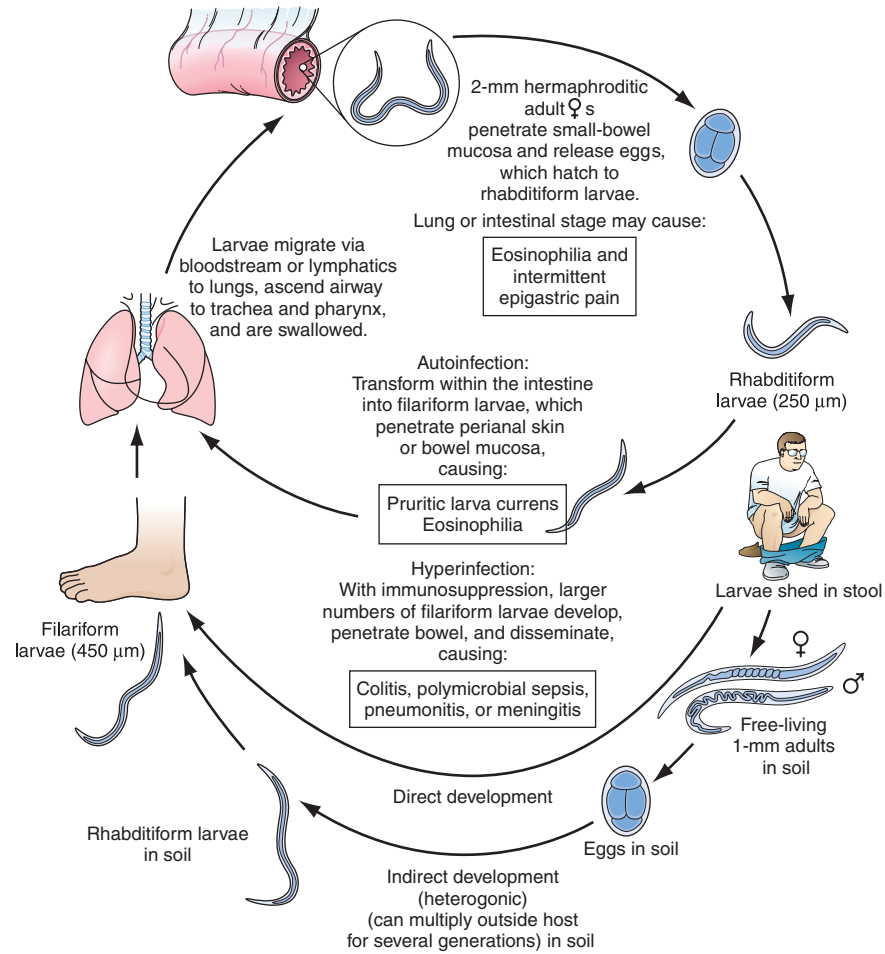 2-mm hermaphroditic
adult♀s
penetrate small-bowel
mucosa and release eggs,
which hatch to
rhabditiform larvae.
Lung or intestinal stage may cause:
Eosinophilia and
intermittent
epigastric pain
Larvae migrate via
bloodstream or lymphatics
to lungs, ascend airway
to trachea and pharynx,
and are swallowed.
Rhabditiform
larvae (250 μm)
Autoinfection:
Transform within the intestine
into filariform larvae, which
penetrate perianal skin
or bowel mucosa,
causing:
Pruritic larva currens
Eosinophilia
Hyperinfection:
With immunosuppression, larger
numbers of filariform larvae develop,
penetrate bowel, and disseminate,
causing:
Colitis, polymicrobial sepsis,
pneumonitis, or meningitis
Larvae shed in stool
♀
♂
Free-living
1-mm adults
in soil
Filariform
larvae (450 μm)
Direct development
Eggs in soil
Rhabditiform larvae
in soil
Indirect development
(heterogonic)
(can multiply outside host
for several generations) in soil